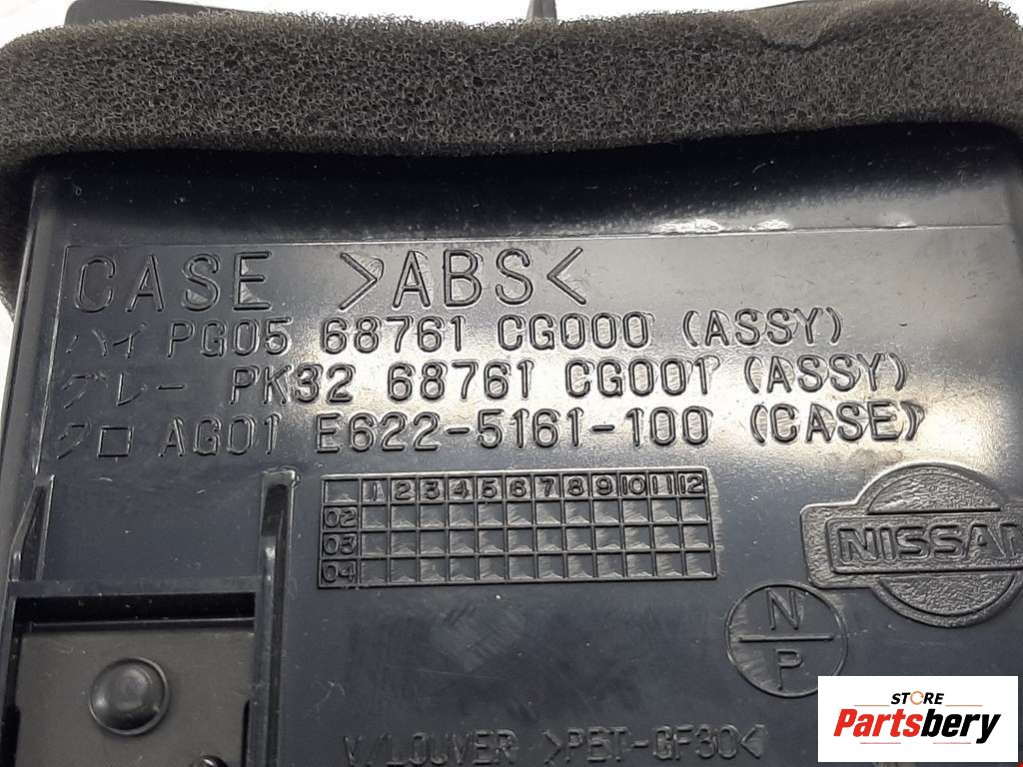 CASE >ABS<
ハイ PG05 68761 CG000 (ASSY)
グレー PK32 68761 CG001 (ASSY)
クロ AG01 E622-5161-100 (CASE)
1 2 3 4 5 6 7 8 9 10 11 12
02
03
04
NISSAN
N
P
V/LOUVER >PBT-GF30<
STORE
Partsbery